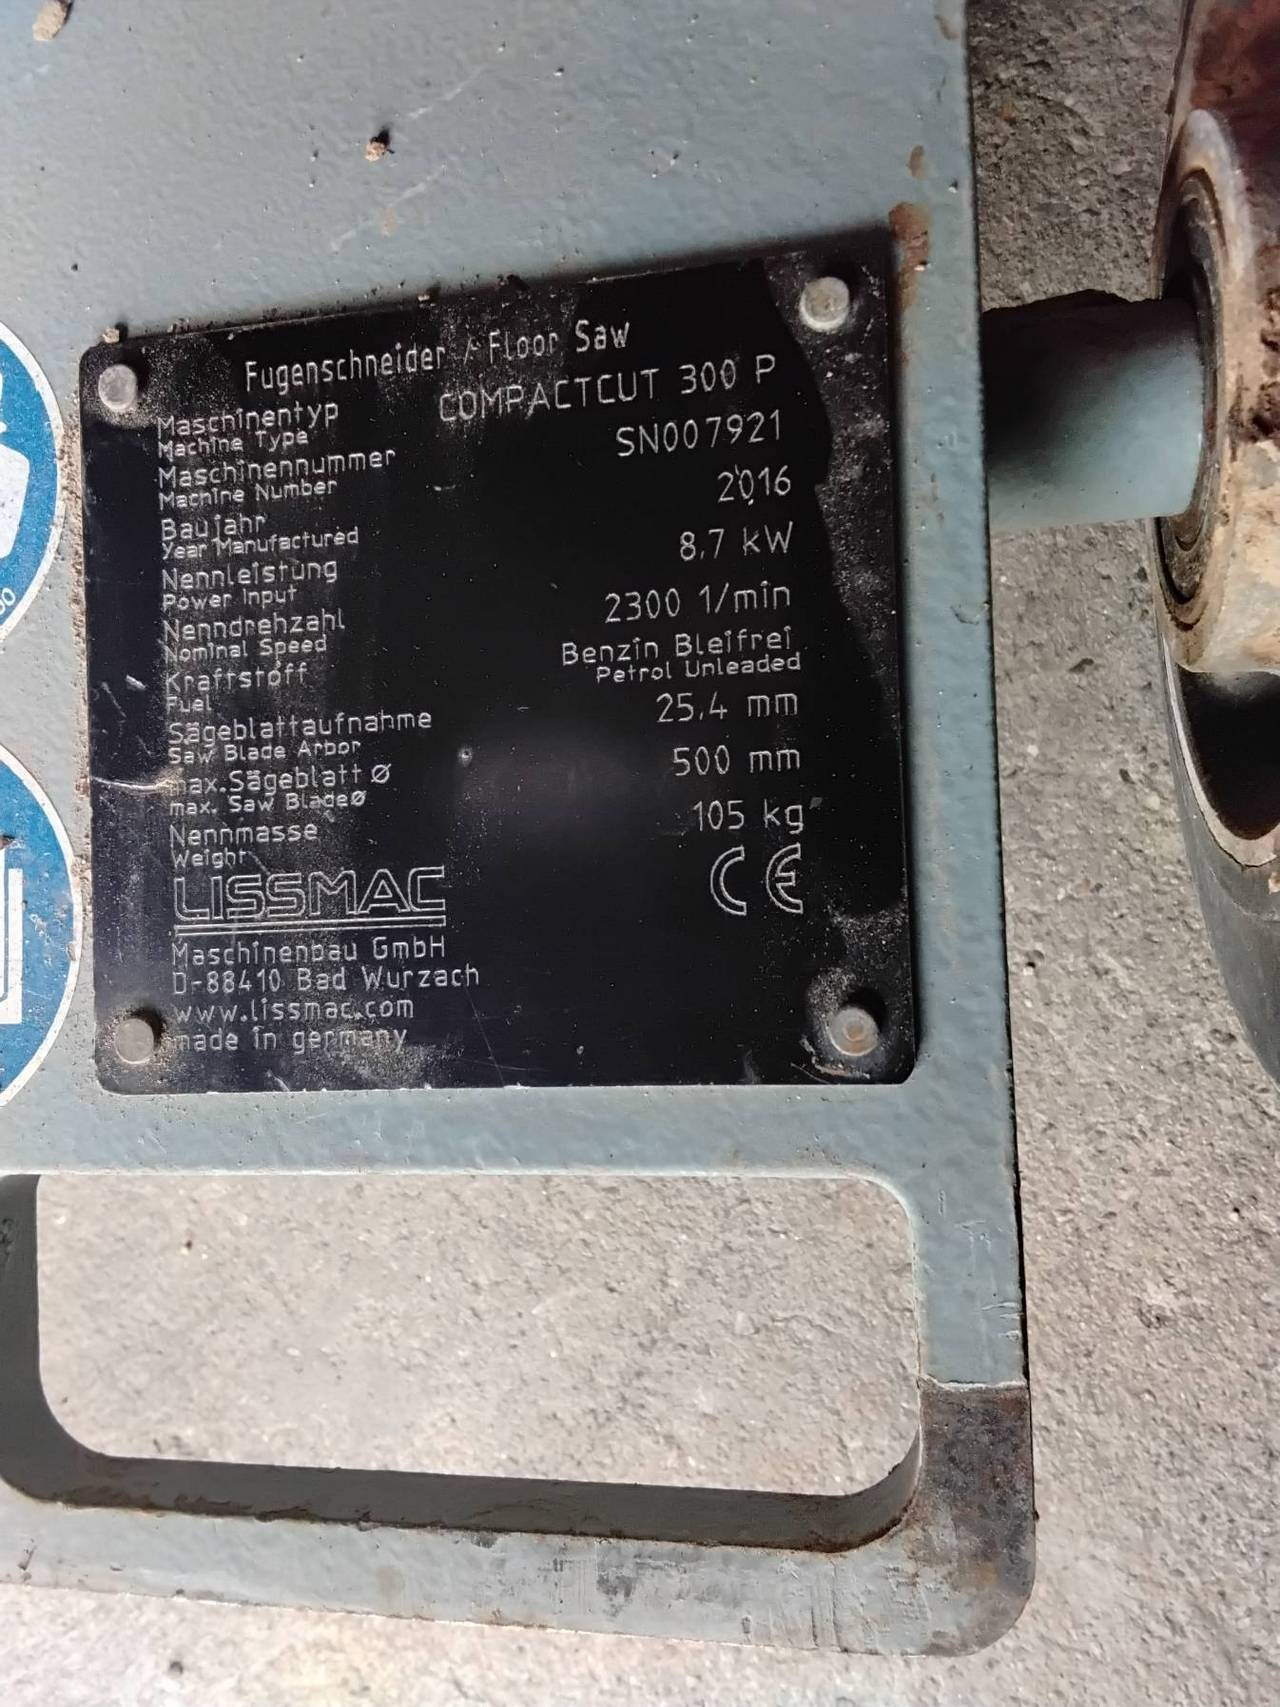 Fugenschneider / Floor Saw
Maschinentyp COMPACTCUT 300 P
Machine Type
Maschinennummer SN007921
Machine Number
Baujahr 2016
Year Manufactured
Nennleistung 8,7 kW
Power Input
Nenndrehzahl 2300 1/min
Nominal Speed
Kraftstoff Benzin Bleifrei
Fuel Petrol Unleaded
Sägeblattaufnahme 25,4 mm
Saw Blade Arbor
max.Sägeblatt Ø 500 mm
max. Saw BladeØ
Nennmasse 105 kg
Weight
LISSMAC CE
Maschinenbau GmbH
D-88410 Bad Wurzach
www.lissmac.com
made in germany